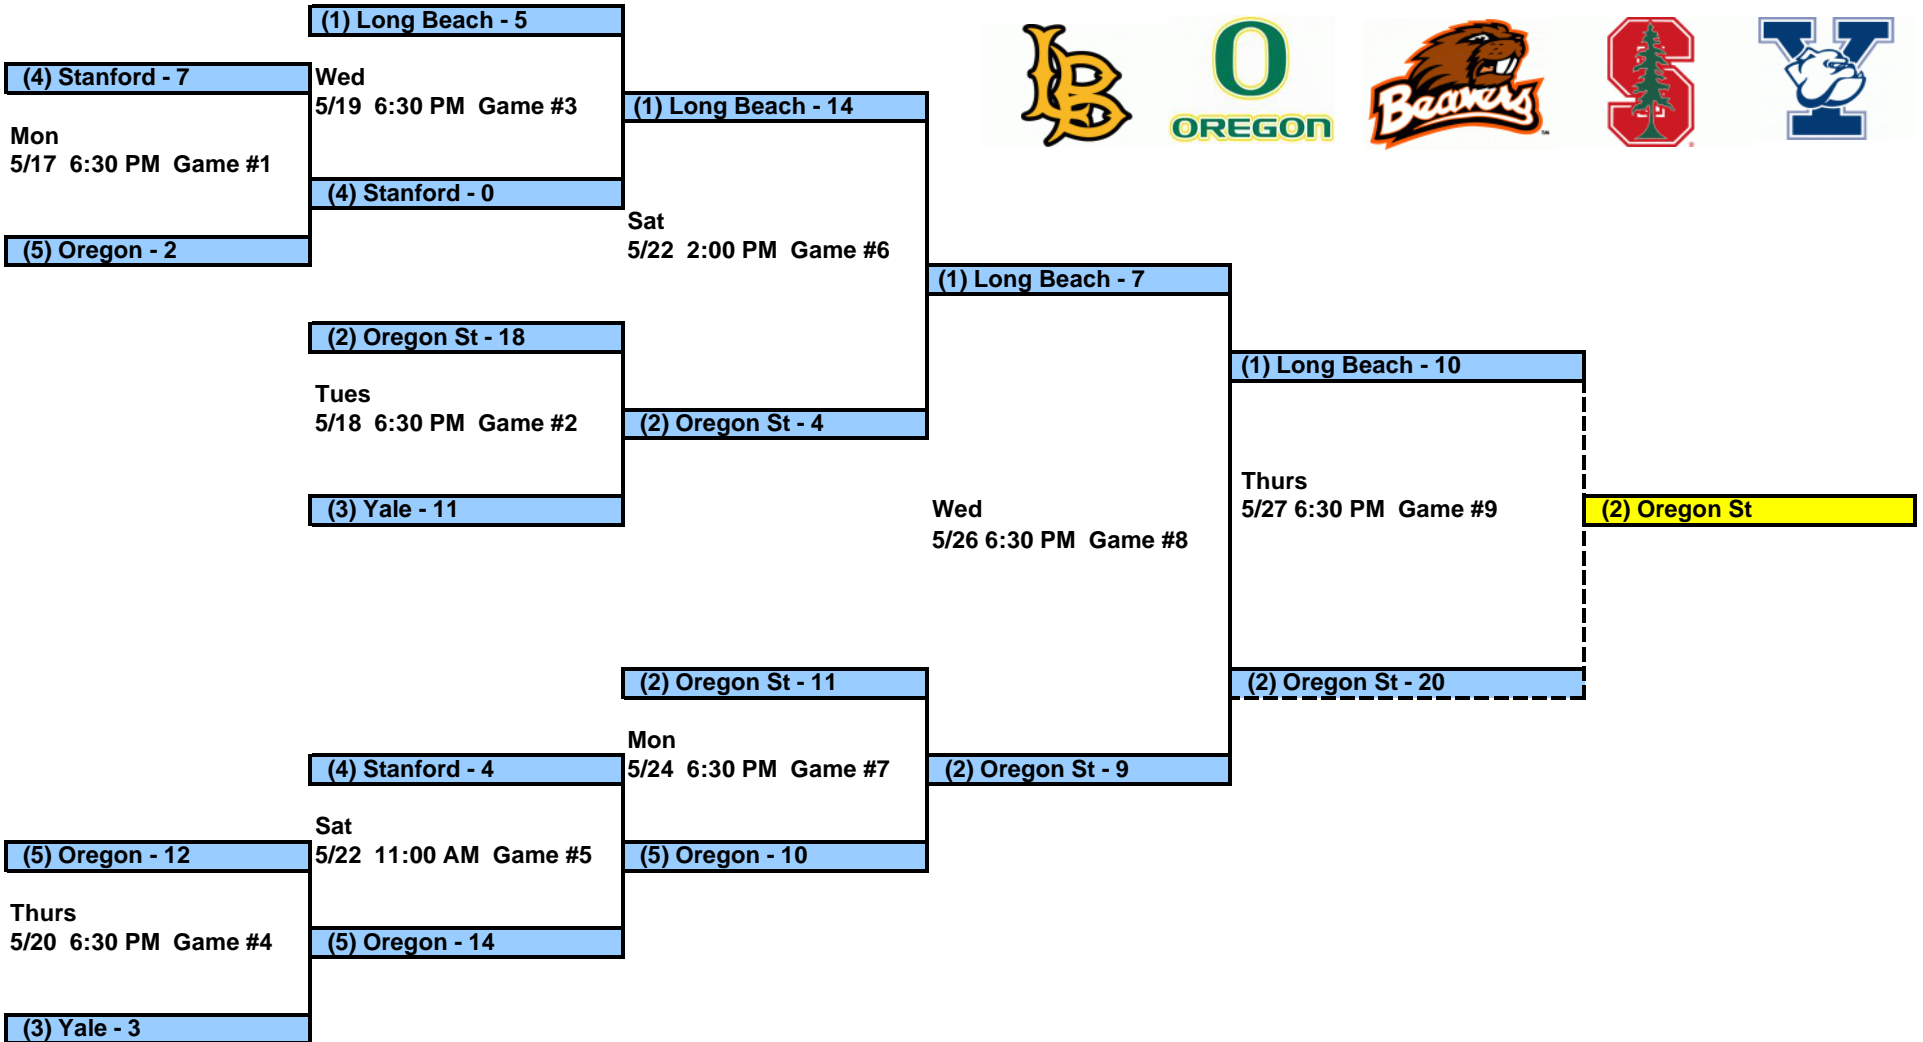 (1) Long Beach - 5
(4) Stanford - 7
Wed
5/19 6:30 PM Game #3
(1) Long Beach - 14
Mon
5/17 6:30 PM Game #1
(4) Stanford - 0
(5) Oregon - 2
Sat
5/22 2:00 PM Game #6
(1) Long Beach - 7
(2) Oregon St - 18
(1) Long Beach - 10
Tues
5/18 6:30 PM Game #2
(2) Oregon St - 4
(3) Yale - 11
Wed
5/26 6:30 PM Game #8
Thurs
5/27 6:30 PM Game #9
(2) Oregon St
(2) Oregon St - 11
(2) Oregon St - 20
Mon
5/24 6:30 PM Game #7
(4) Stanford - 4
(2) Oregon St - 9
Sat
5/22 11:00 AM Game #5
(5) Oregon - 12
(5) Oregon - 10
Thurs
5/20 6:30 PM Game #4
(5) Oregon - 14
(3) Yale - 3
LB
O
OREGON
Beavers
TM
S
Y